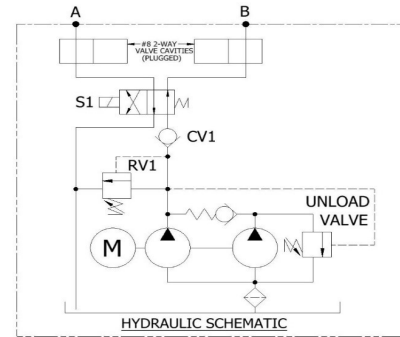 A
B
#8 2-WAY
VALVE CAVITIES
(PLUGGED)
S1
CV1
RV1
UNLOAD
VALVE
M
HYDRAULIC SCHEMATIC